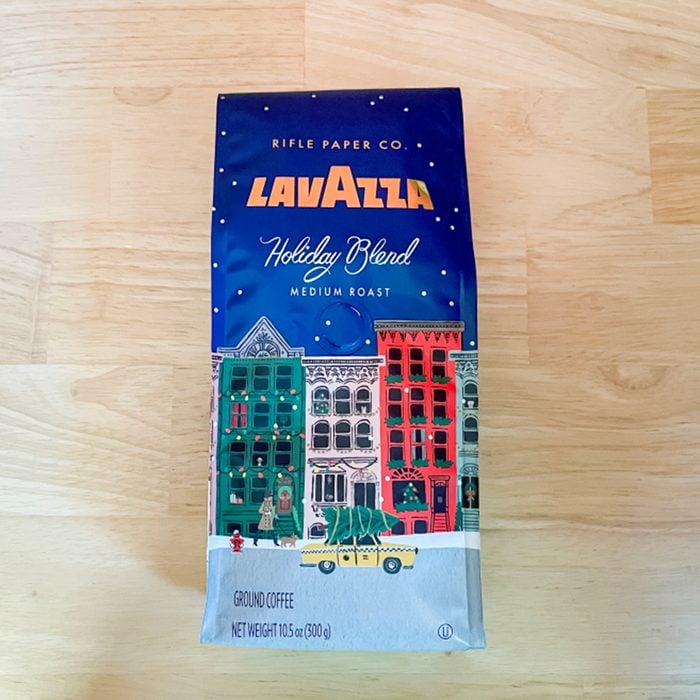 RIFLE PAPER CO.
LAVAZZA
Holiday Blend
MEDIUM ROAST
GROUND COFFEE
NET WEIGHT 10.5 oz (300 g)
U